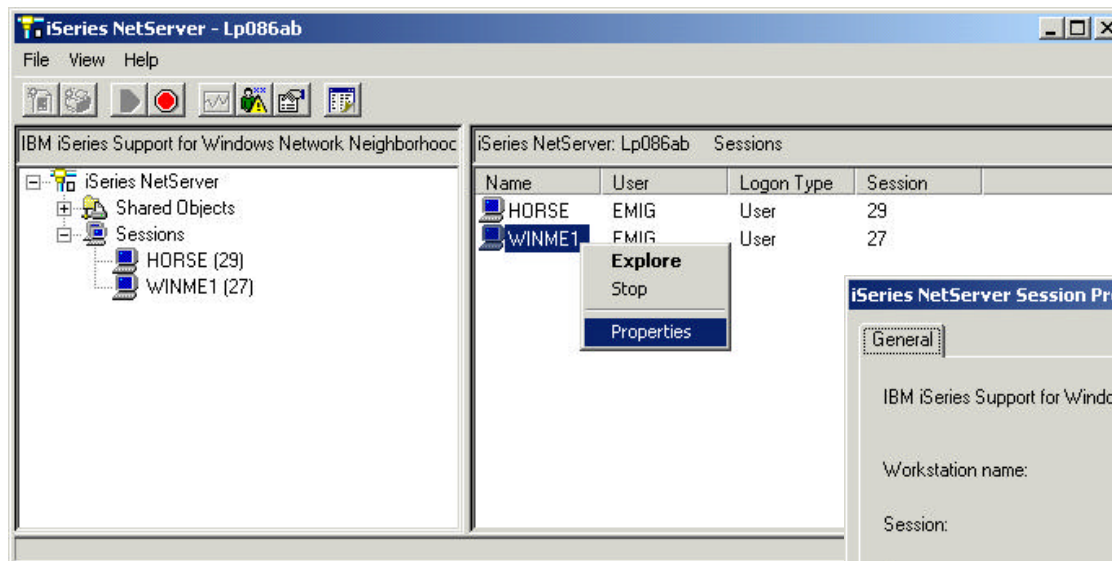 iSeries NetServer - Lp086ab
File View Help
IBM iSeries Support for Windows Network Neighborhood
iSeries NetServer: Lp086ab Sessions
iSeries NetServer
Shared Objects
Sessions
HORSE (29)
WINME1 (27)
Name User Logon Type Session
HORSE EMIG User 29
WINME1 EMIG User 27
Explore
Stop
Properties
iSeries NetServer Session Pr
General
IBM iSeries Support for Windo
Workstation name:
Session: